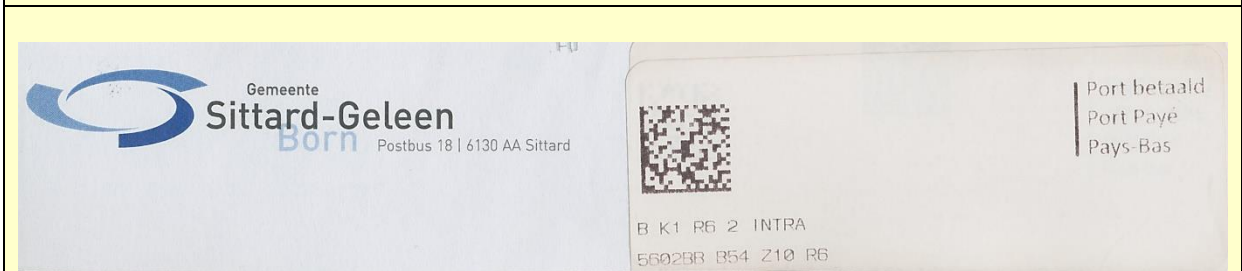 Gemeente
Sittard-Geleen
Born
Postbus 18 | 6130 AA Sittard
Port betaald
Port Payé
Pays-Bas
B K1 R6 2 INTRA
5602BB B54 Z10 R6